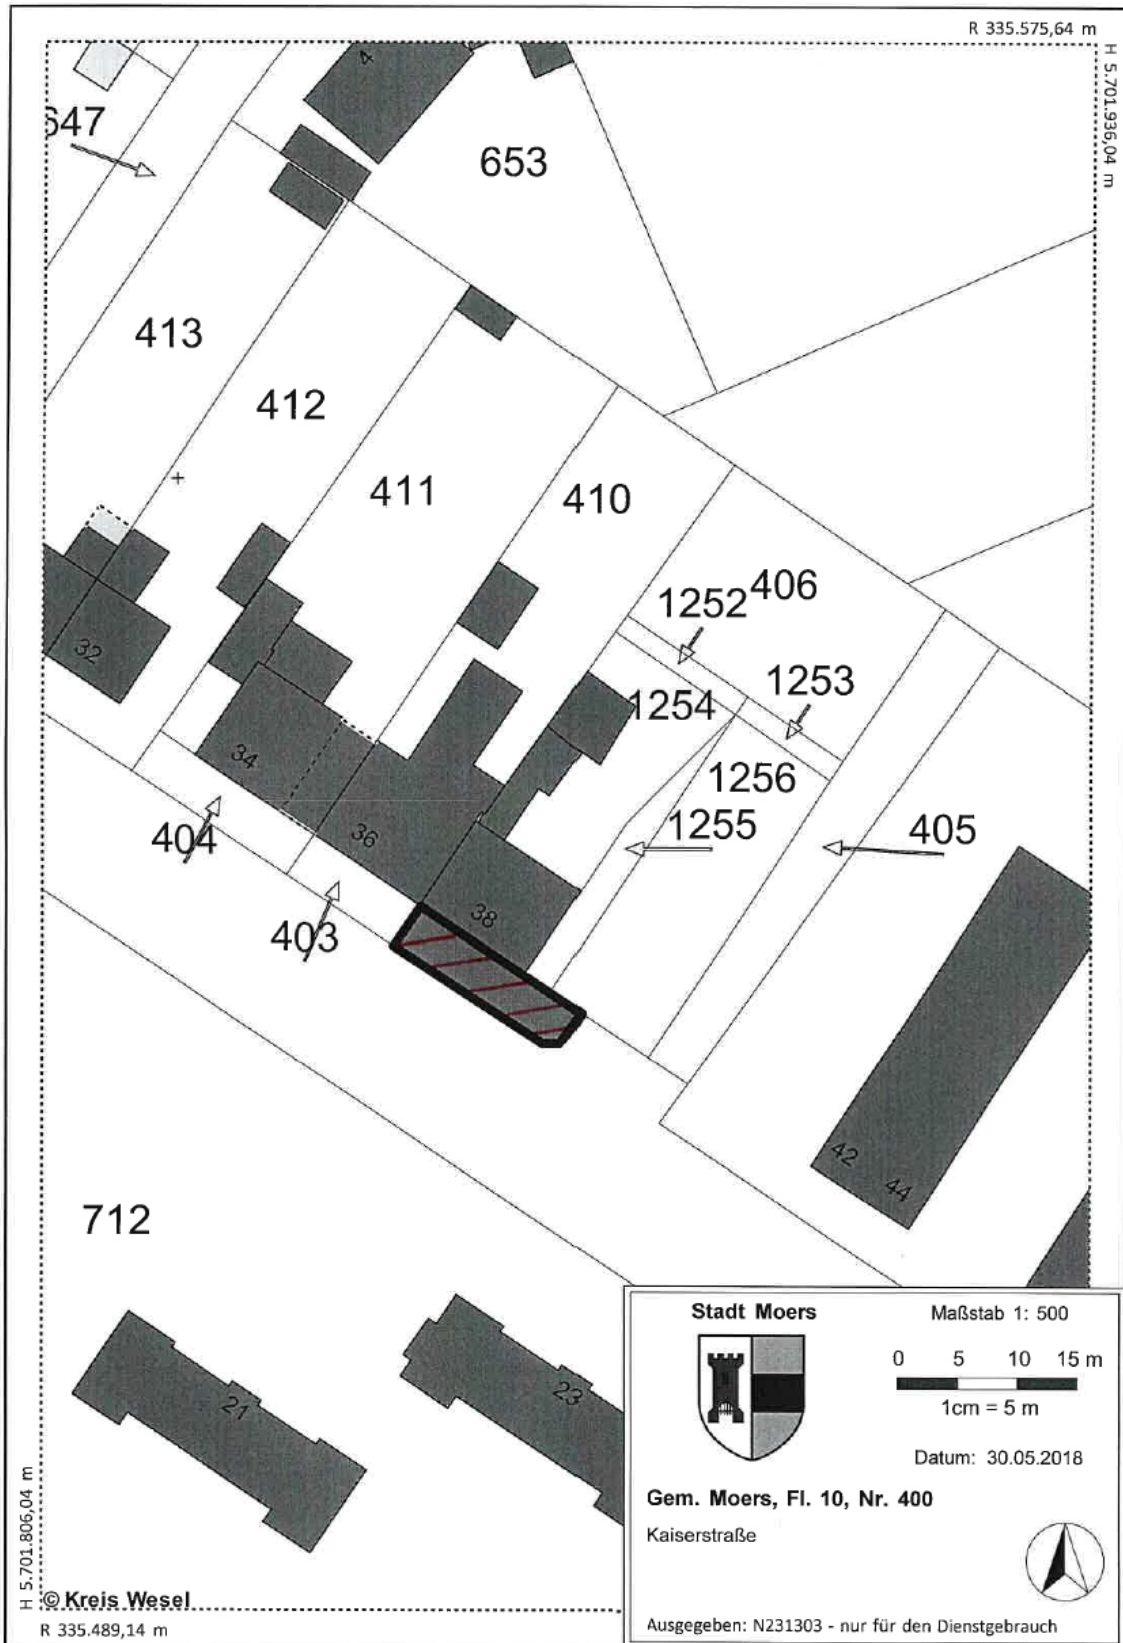 R 335.575,64 m
H 5.701.936,04 m
4
647
653
413
412
411
410
406
1252
1253
1254
1256
1255
405
32
34
36
38
404
403
42
44
712
21
23
Stadt Moers
Maßstab 1: 500
0 5 10 15 m
1cm = 5 m
Datum: 30.05.2018
Gem. Moers, Fl. 10, Nr. 400
Kaiserstraße
Ausgegeben: N231303 - nur für den Dienstgebrauch
© Kreis Wesel
H 5.701.806,04 m
R 335.489,14 m